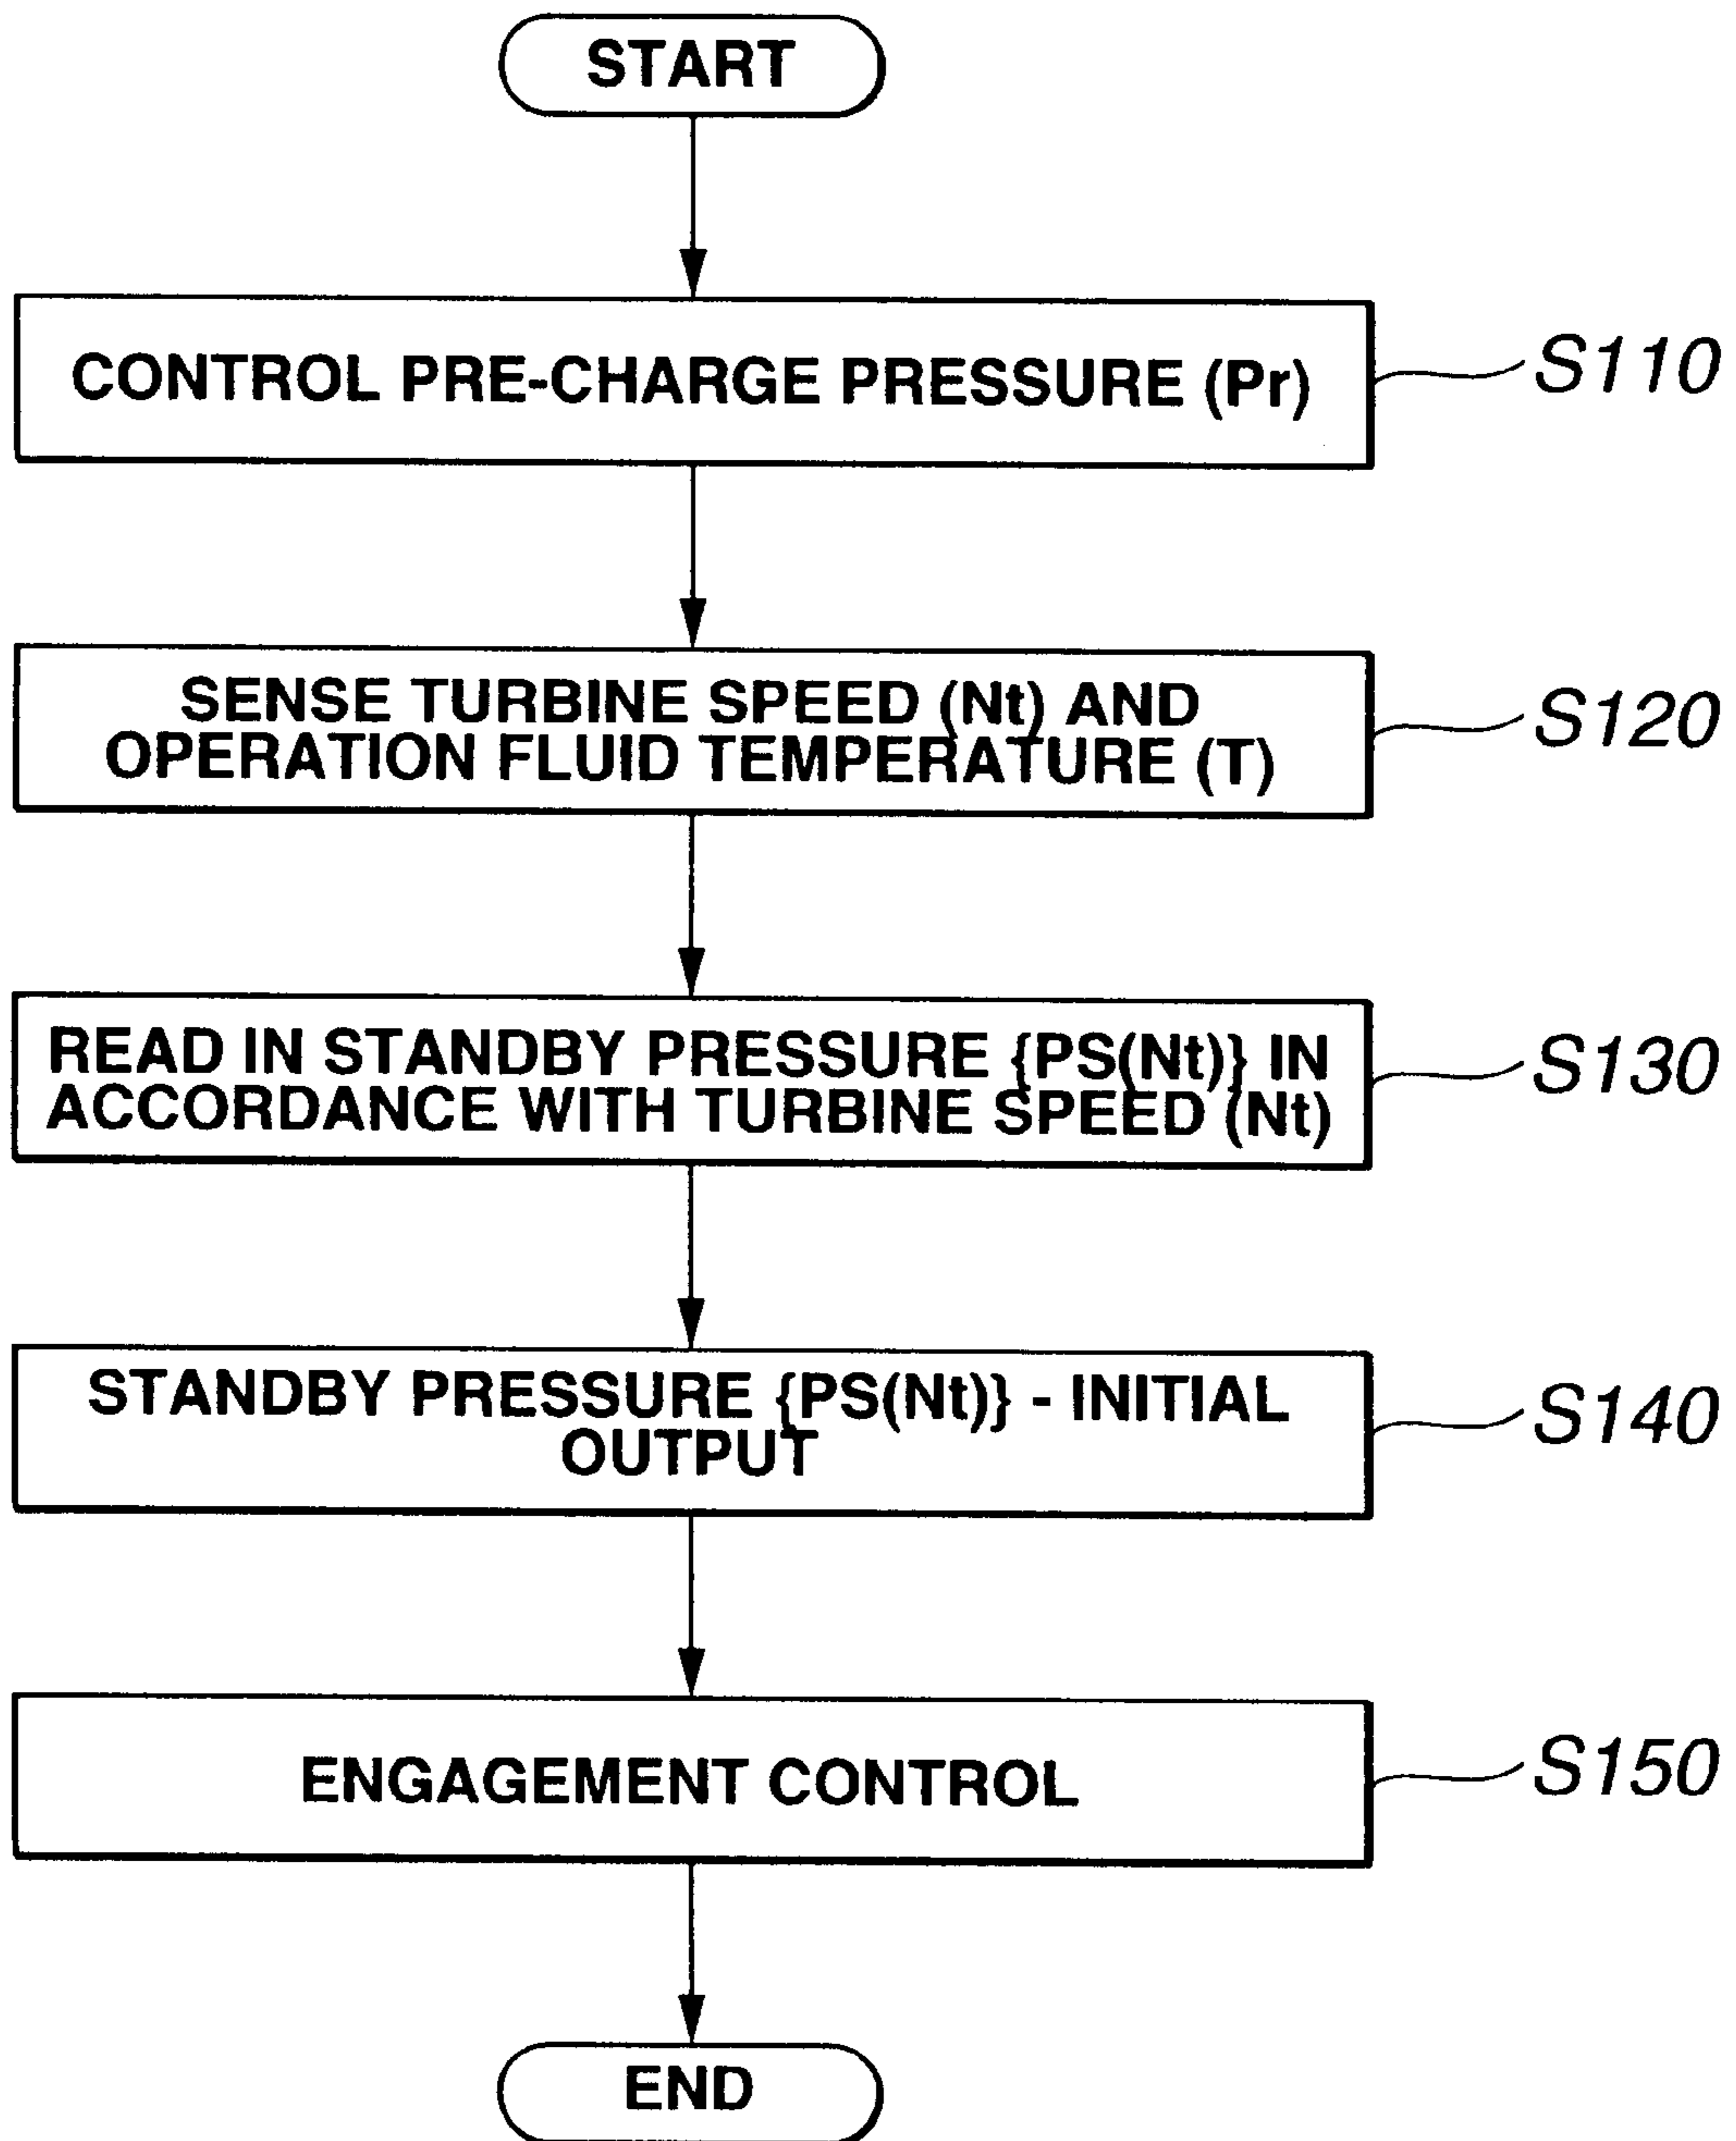 START
CONTROL PRE-CHARGE PRESSURE (Pr)
S110
SENSE TURBINE SPEED (Nt) AND
OPERATION FLUID TEMPERATURE (T)
S120
READ IN STANDBY PRESSURE {PS(Nt)} IN
ACCORDANCE WITH TURBINE SPEED (Nt)
S130
STANDBY PRESSURE {PS(Nt)} - INITIAL
OUTPUT
S140
ENGAGEMENT CONTROL
S150
END